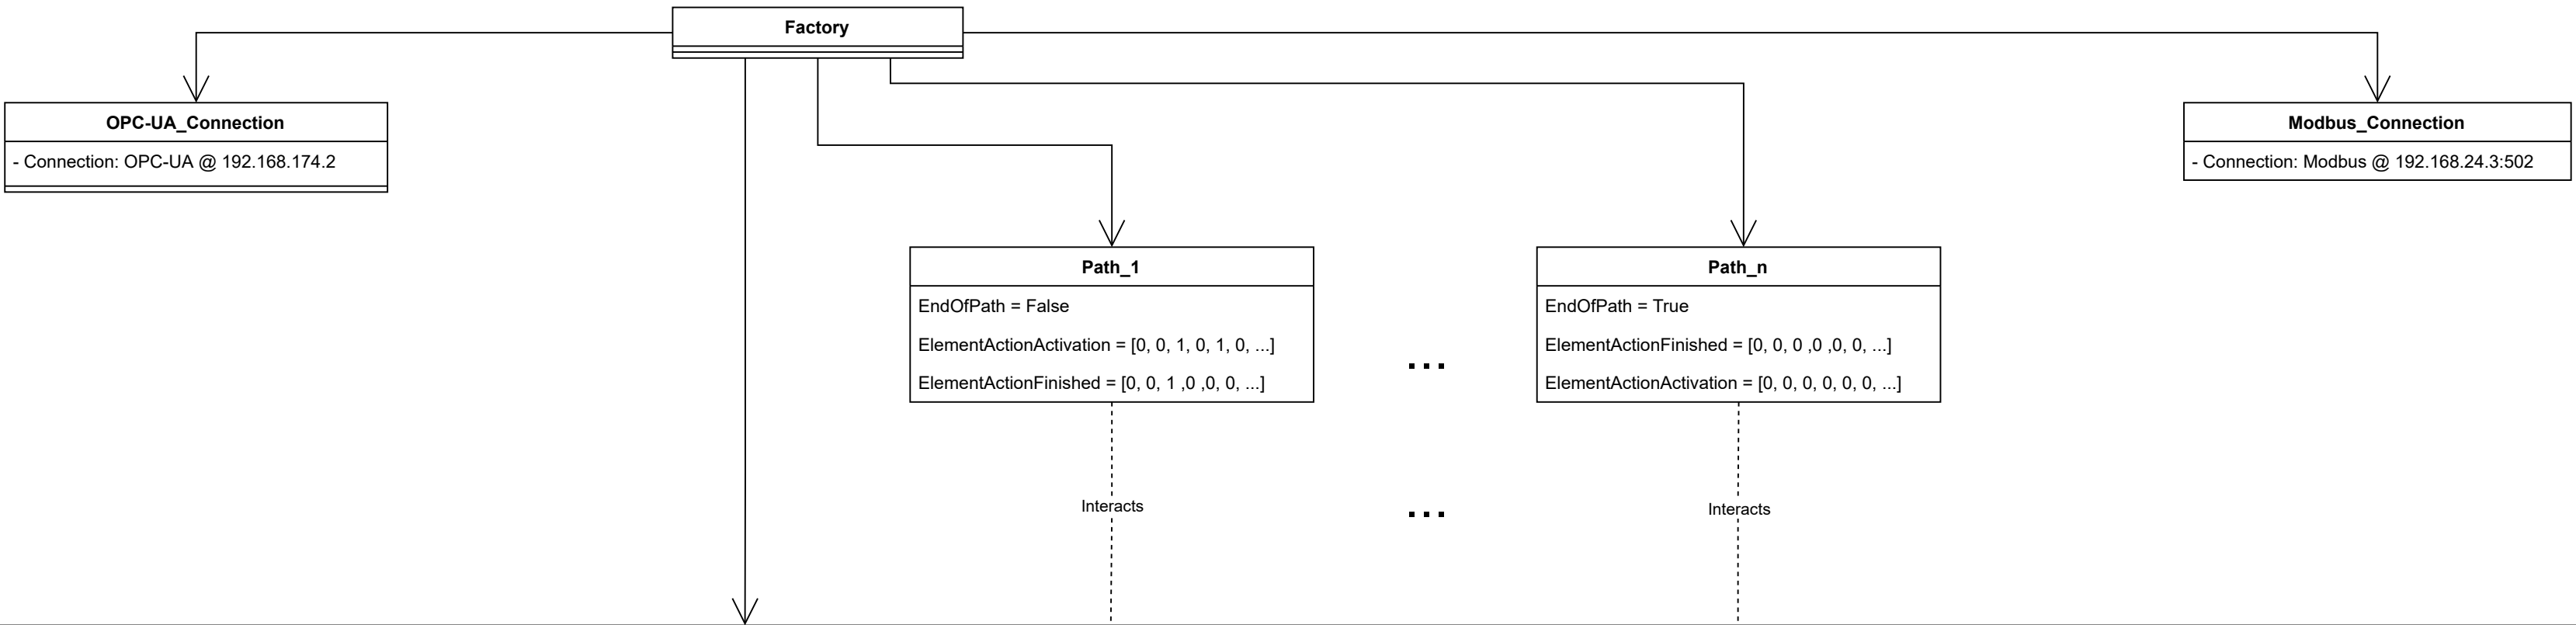 Factory
OPC-UA_Connection
- Connection: OPC-UA @ 192.168.174.2
Modbus_Connection
- Connection: Modbus @ 192.168.24.3:502
Path_1
EndOfPath = False
ElementActionActivation = [0, 0, 1, 0, 1, 0, ...]
ElementActionFinished = [0, 0, 1 ,0 ,0, 0, ...]
...
Path_n
EndOfPath = True
ElementActionFinished = [0, 0, 0 ,0 ,0, 0, ...]
ElementActionActivation = [0, 0, 0, 0, 0, 0, ...]
Interacts
...
Interacts